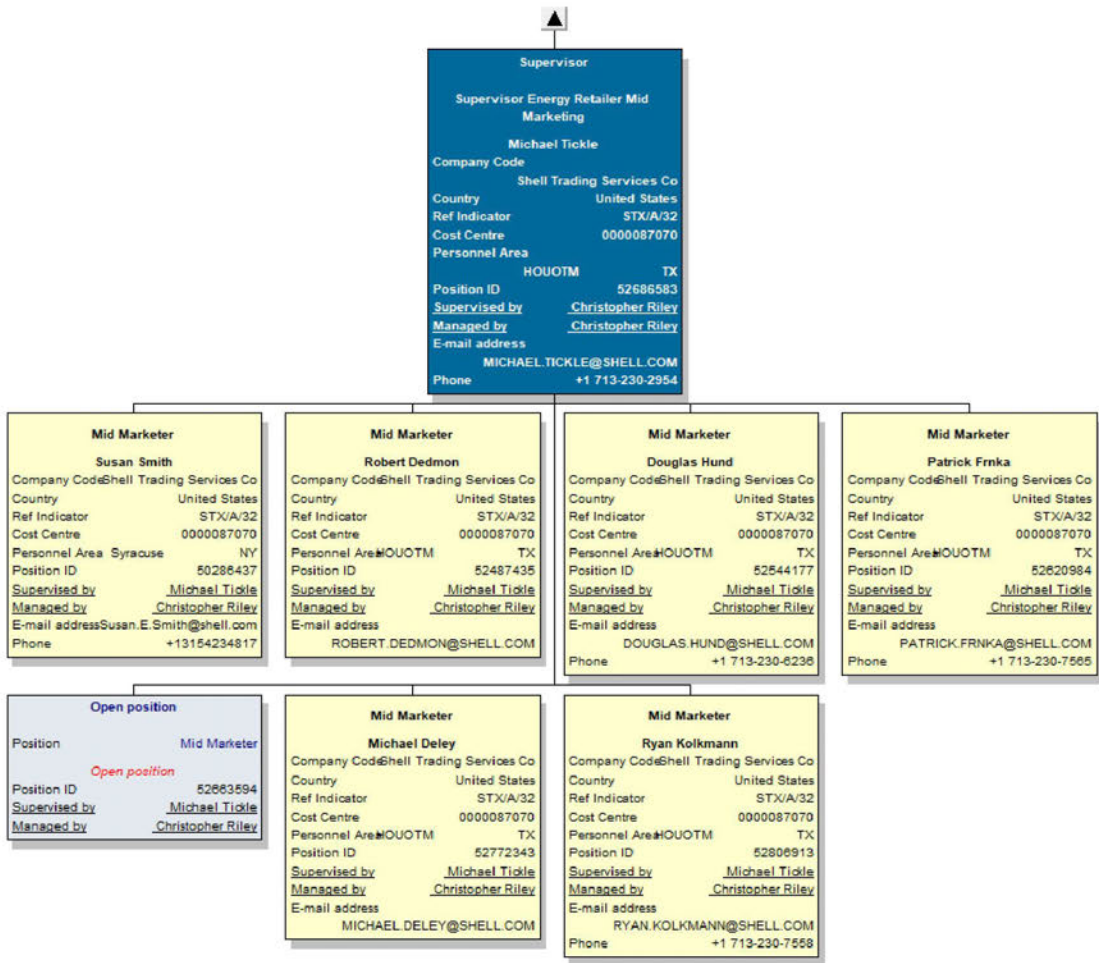 Supervisor
Supervisor Energy Retailer Mid
Marketing
Michael Tickle
Company Code
Shell Trading Services Co
Country United States
Ref Indicator STX/A/32
Cost Centre 0000087070
Personnel Area
HOUOTM TX
Position ID 52686583
Supervised by Christopher Riley
Managed by Christopher Riley
E-mail address
MICHAEL.TICKLE@SHELL.COM
Phone +1 713-230-2954
Mid Marketer
Susan Smith
Company Code Shell Trading Services Co
Country United States
Ref Indicator STX/A/32
Cost Centre 0000087070
Personnel Area Syracuse NY
Position ID 50286437
Supervised by Michael Tickle
Managed by Christopher Riley
E-mail address Susan.E.Smith@shell.com
Phone +13154234817
Mid Marketer
Robert Dedmon
Company Code Shell Trading Services Co
Country United States
Ref Indicator STX/A/32
Cost Centre 0000087070
Personnel Area HOUOTM TX
Position ID 52487435
Supervised by Michael Tickle
Managed by Christopher Riley
E-mail address
ROBERT.DEDMON@SHELL.COM
Mid Marketer
Douglas Hund
Company Code Shell Trading Services Co
Country United States
Ref Indicator STX/A/32
Cost Centre 0000087070
Personnel Area HOUOTM TX
Position ID 52544177
Supervised by Michael Tickle
Managed by Christopher Riley
E-mail address
DOUGLAS.HUND@SHELL.COM
Phone +1 713-230-6236
Mid Marketer
Patrick Frnka
Company Code Shell Trading Services Co
Country United States
Ref Indicator STX/A/32
Cost Centre 0000087070
Personnel Area HOUOTM TX
Position ID 52620984
Supervised by Michael Tickle
Managed by Christopher Riley
E-mail address
PATRICK.FRNKA@SHELL.COM
Phone +1 713-230-7565
Open position
Position Mid Marketer
Open position
Position ID 52663594
Supervised by Michael Tickle
Managed by Christopher Riley
Mid Marketer
Michael Deley
Company Code Shell Trading Services Co
Country United States
Ref Indicator STX/A/32
Cost Centre 0000087070
Personnel Area HOUOTM TX
Position ID 52772343
Supervised by Michael Tickle
Managed by Christopher Riley
E-mail address
MICHAEL.DELEY@SHELL.COM
Mid Marketer
Ryan Kolkmann
Company Code Shell Trading Services Co
Country United States
Ref Indicator STX/A/32
Cost Centre 0000087070
Personnel Area HOUOTM TX
Position ID 52806913
Supervised by Michael Tickle
Managed by Christopher Riley
E-mail address
RYAN.KOLKMANN@SHELL.COM
Phone +1 713-230-7558